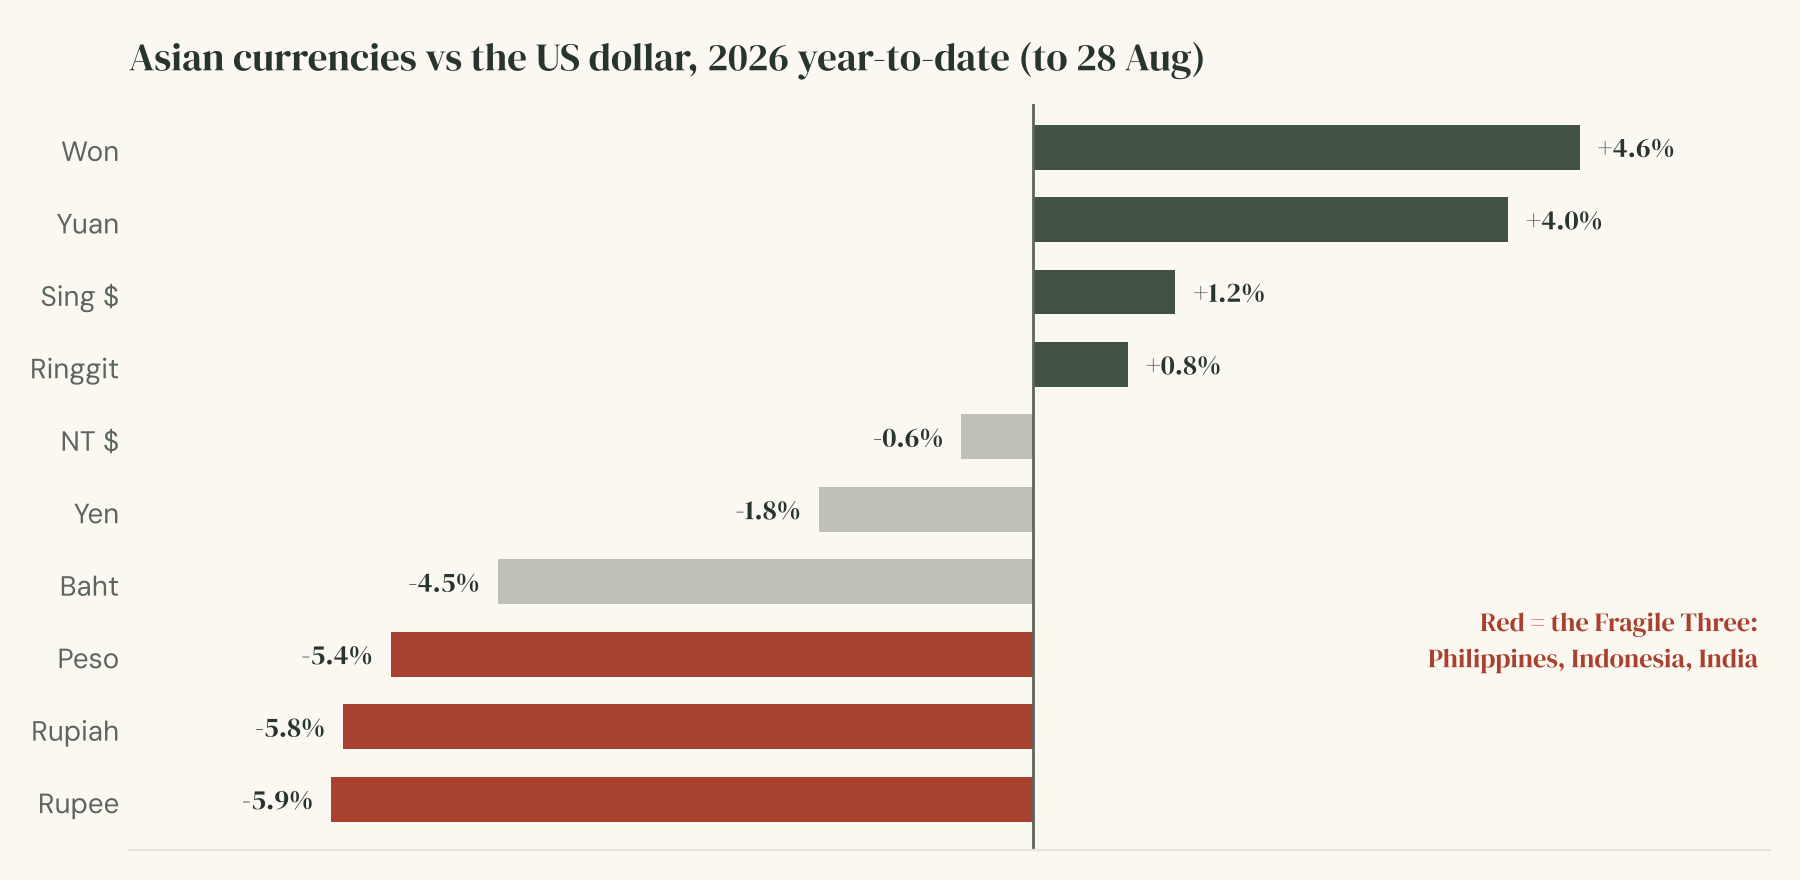 Asian currencies vs the US dollar, 2026 year-to-date (to 28 Aug)
Won +4.6%
Yuan +4.0%
Sing $ +1.2%
Ringgit +0.8%
NT $ -0.6%
Yen -1.8%
Baht -4.5%
Red = the Fragile Three:
Philippines, Indonesia, India
Peso -5.4%
Rupiah -5.8%
Rupee -5.9%